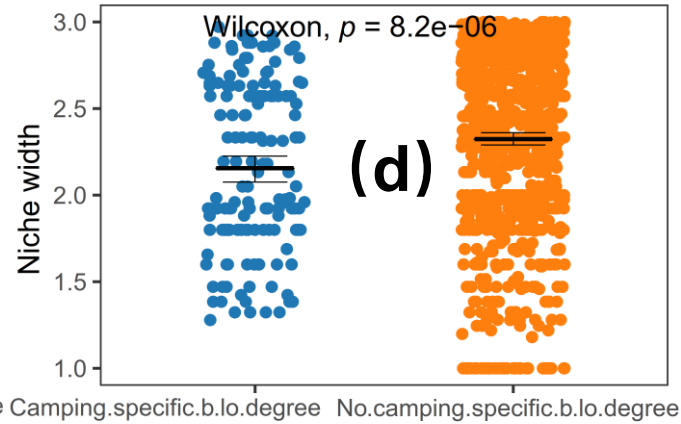 Wilcoxon, p = 8.2e−06
3.0
2.5
2.0
1.5
1.0
Niche width
(d)
e Camping.specific.b.lo.degree No.camping.specific.b.lo.degree